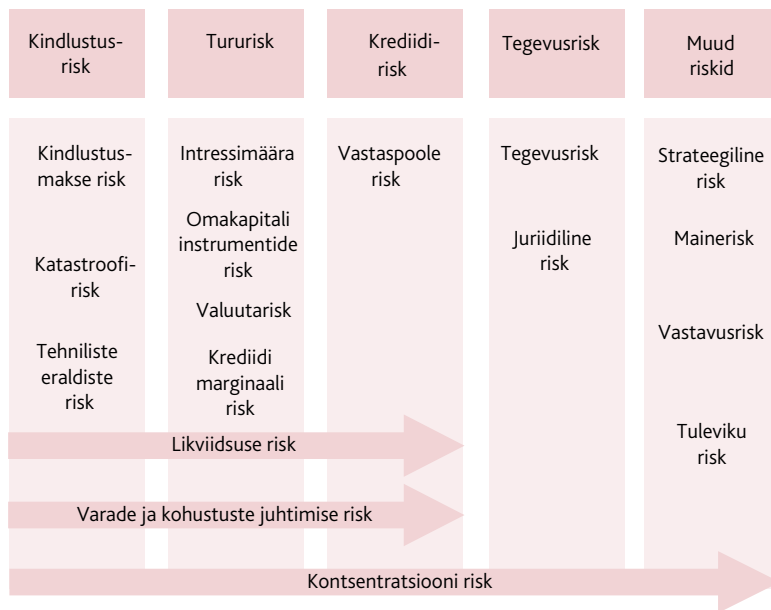 Kindlustus-
risk
Tururisk
Krediidi-
risk
Tegevusrisk
Muud
riskid
Kindlustus-
makse risk
Katastroofi-
risk
Tehniliste
eraldiste
risk
Intressimäära
risk
Omakapitali
instrumentide
risk
Valuutarisk
Krediidi
marginaali
risk
Vastaspoole
risk
Tegevusrisk
Juriidiline
risk
Strateegiline
risk
Mainerisk
Vastavusrisk
Tuleviku
risk
Likviidsuse risk
Varade ja kohustuste juhtimise risk
Kontsentratsiooni risk